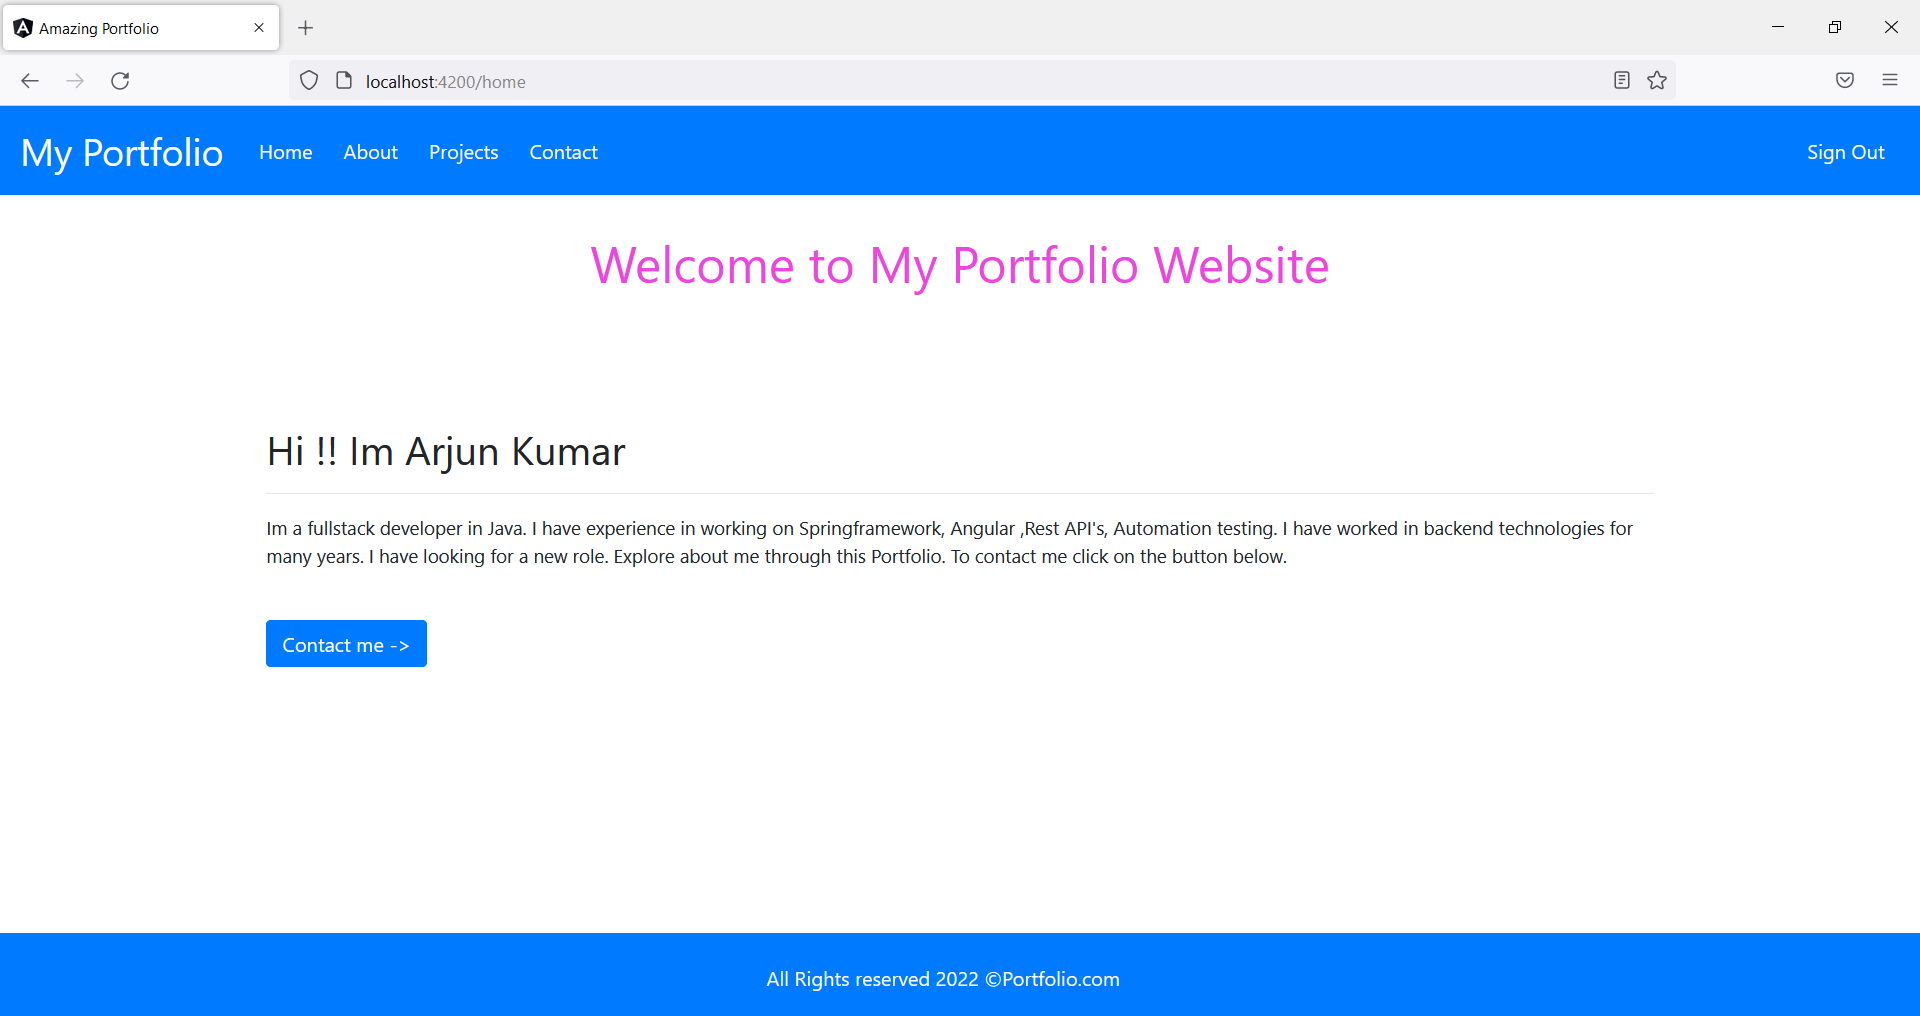 Amazing Portfolio
localhost:4200/home
My Portfolio Home About Projects Contact Sign Out
Welcome to My Portfolio Website
Hi !! Im Arjun Kumar
Im a fullstack developer in Java. I have experience in working on Springframework, Angular ,Rest API's, Automation testing. I have worked in backend technologies for
many years. I have looking for a new role. Explore about me through this Portfolio. To contact me click on the button below.
Contact me ->
All Rights reserved 2022 ©Portfolio.com